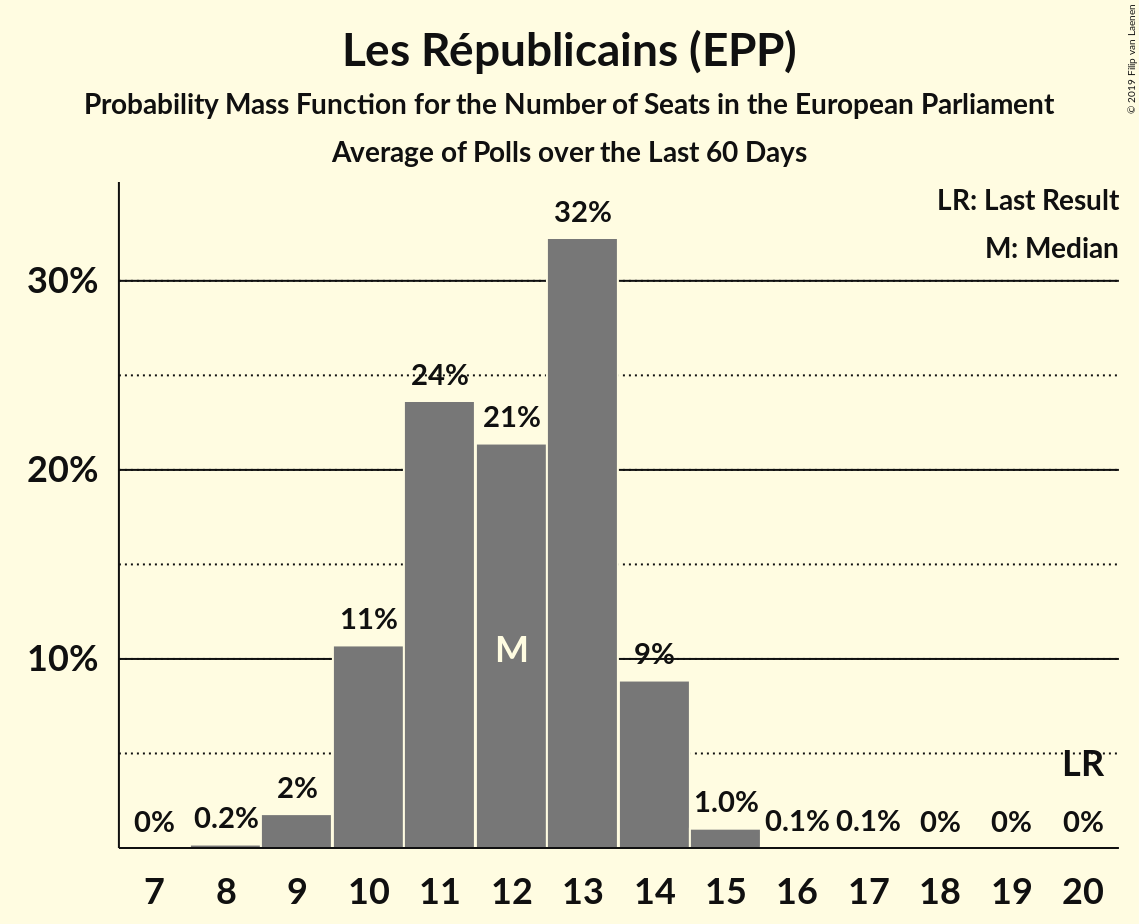 Les Républicains (EPP)
Probability Mass Function for the Number of Seats in the European Parliament
Average of Polls over the Last 60 Days
© 2019 Filip van Laenen
LR: Last Result
M: Median
32%
30%
24%
21%
20%
11%
M
10%
9%
LR
2%
1.0%
0% 0.2% 0.1% 0.1% 0% 0% 0%
7 8 9 10 11 12 13 14 15 16 17 18 19 20